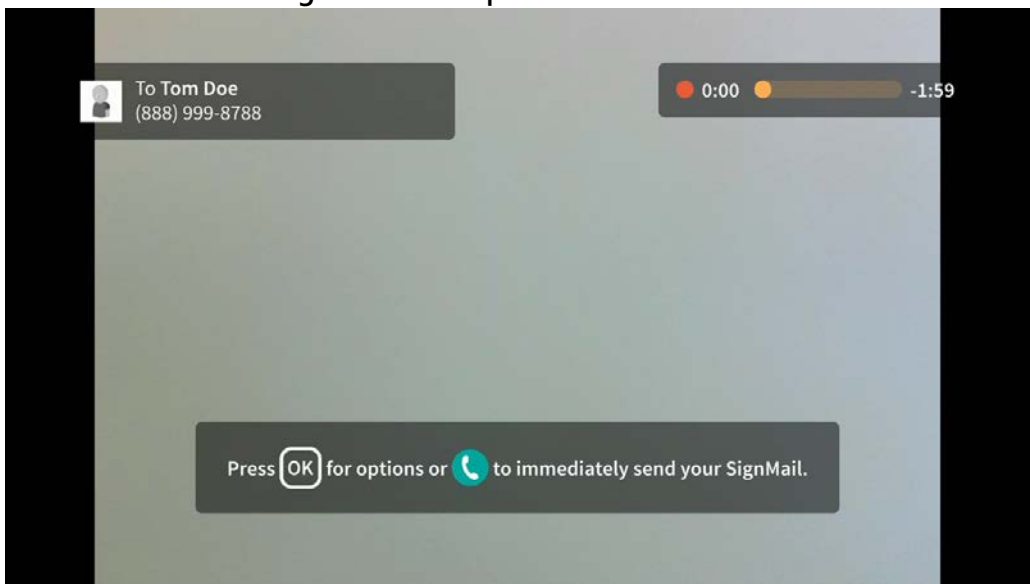 To Tom Doe
(888) 999-8788
0:00
-1:59
Press OK for options or to immediately send your SignMail.